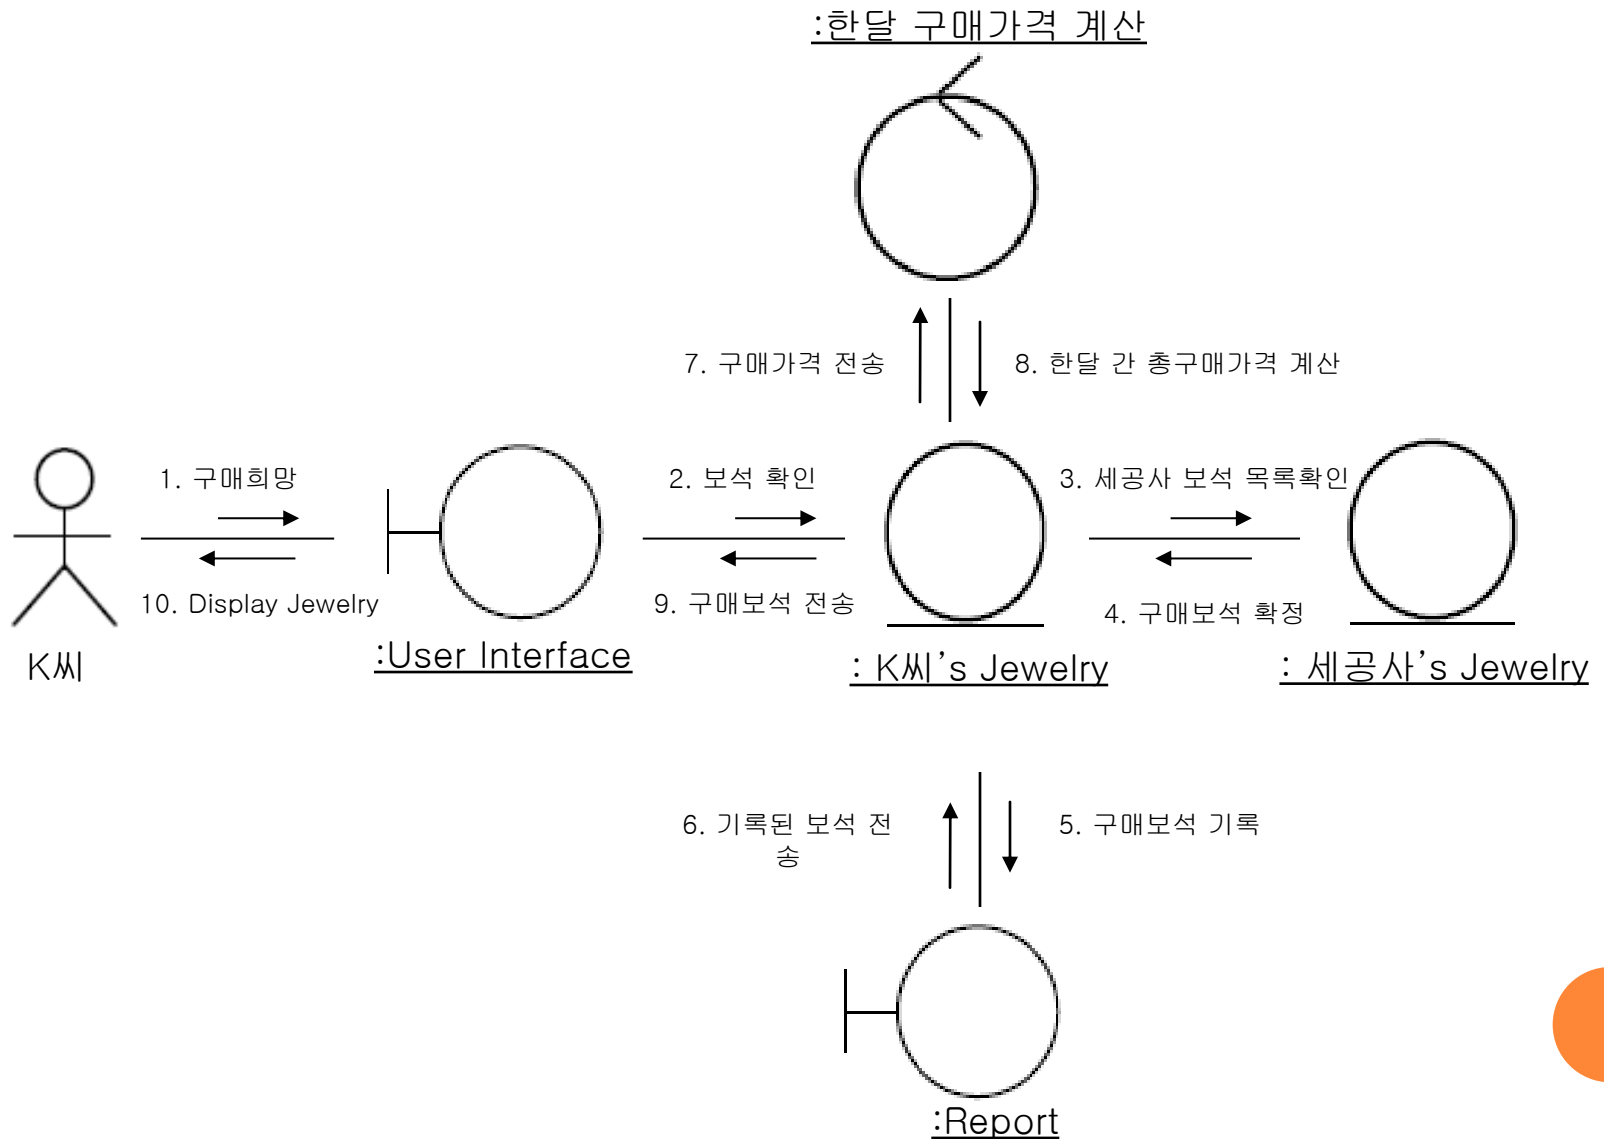 :한달 구매가격 계산
7. 구매가격 전송
8. 한달 간 총구매가격 계산
1. 구매희망
2. 보석 확인
3. 세공사 보석 목록확인
10. Display Jewelry
9. 구매보석 전송
4. 구매보석 확정
K씨
:User Interface
: K씨's Jewelry
: 세공사's Jewelry
6. 기록된 보석 전
송
5. 구매보석 기록
:Report